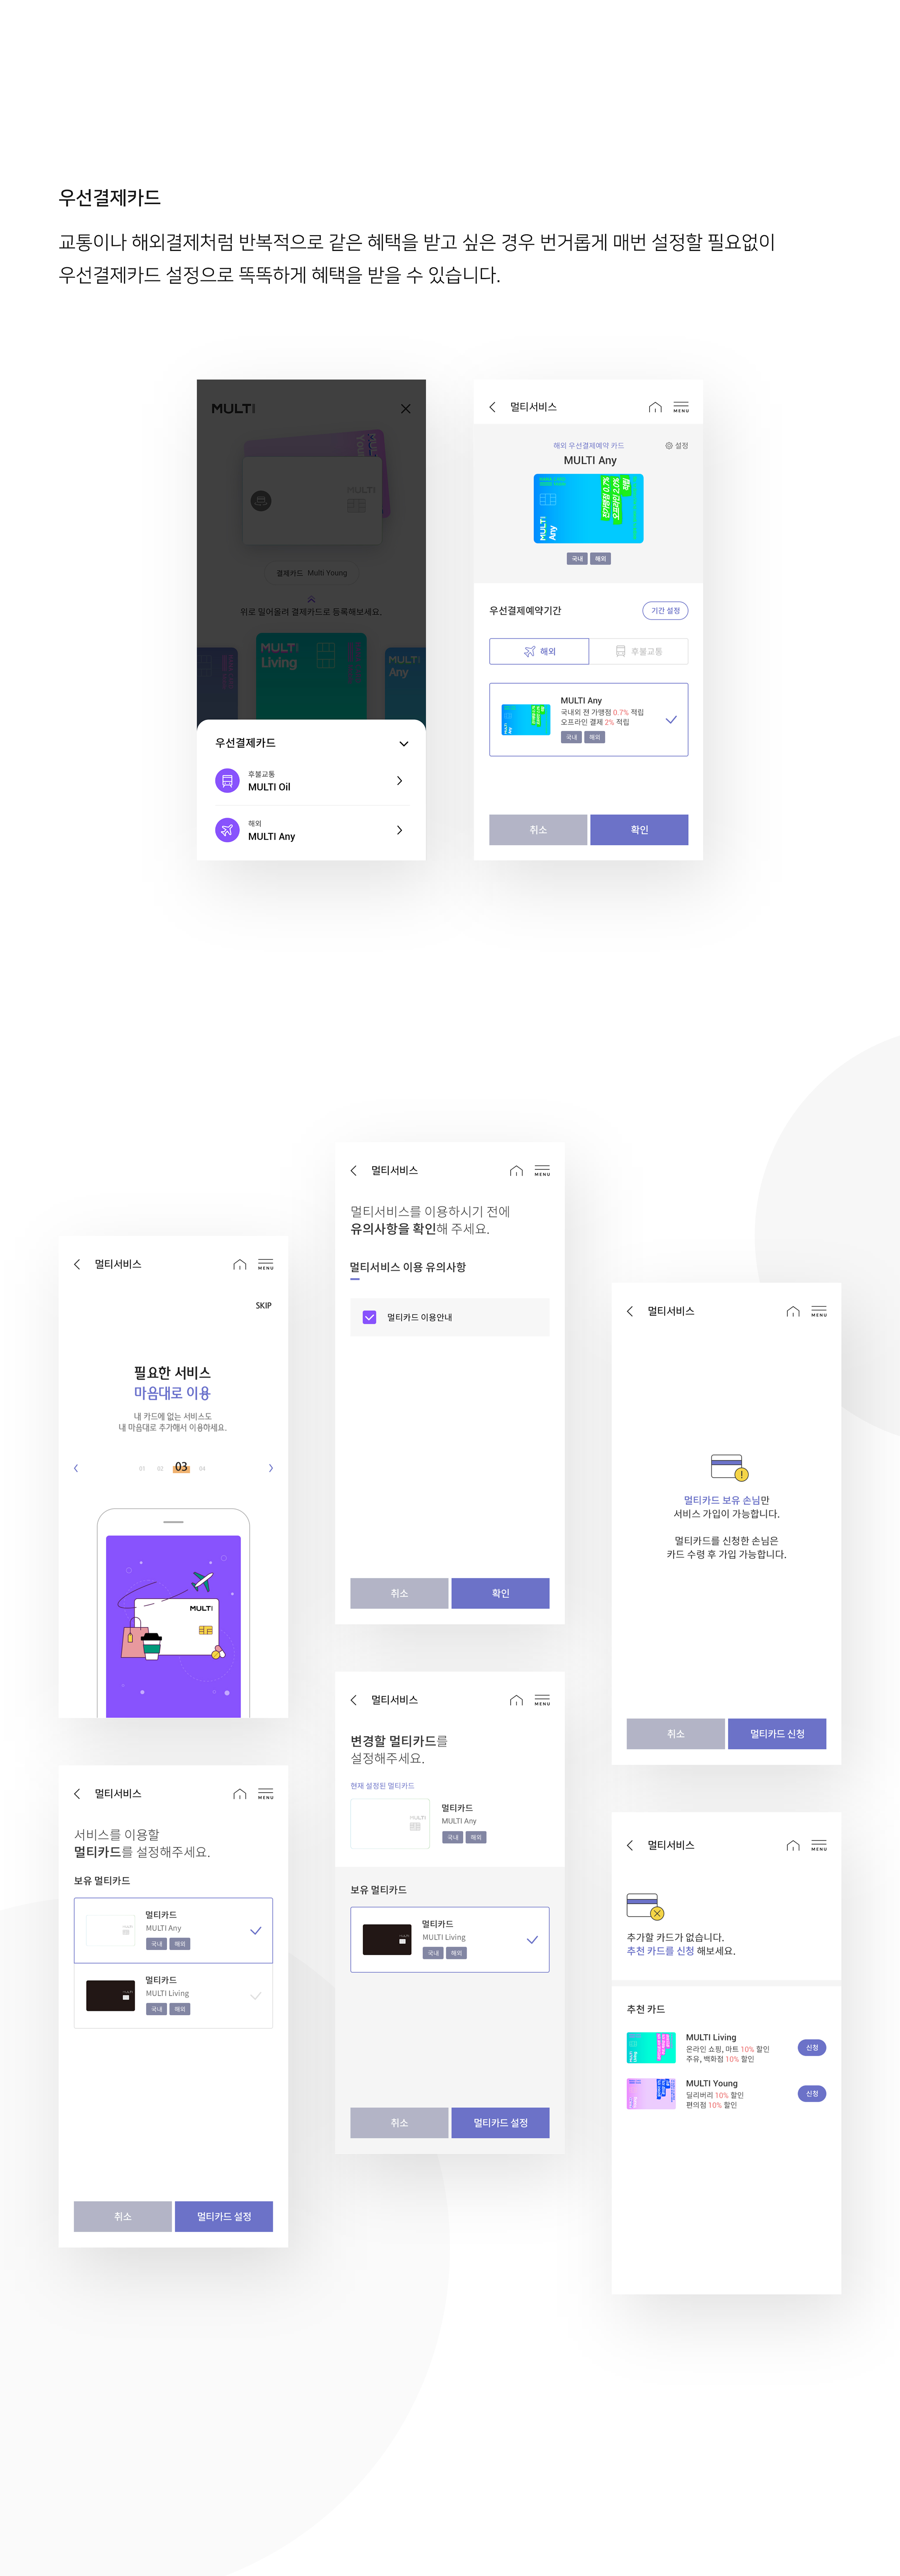 우선결제카드
교통이나 해외결제처럼 반복적으로 같은 혜택을 받고 싶은 경우 번거롭게 매번 설정할 필요없이
우선결제카드 설정으로 똑똑하게 혜택을 받을 수 있습니다.
MULTI
MULTI
결제카드 Multi Young
위로 밀어올려 결제카드로 등록해보세요.
MULTI
Living
MULTI
Any
우선결제카드
후불교통
MULTI Oil
해외
MULTI Any
멀티서비스
MENU
해외 우선결제예약 카드
설정
MULTI Any
MULTI
Any
국내 해외
우선결제예약기간
기간 설정
해외
후불교통
MULTI Any
국내외 전 가맹점 0.7% 적립
오프라인 결제 2% 적립
국내 해외
취소
확인
멀티서비스
MENU
SKIP
필요한 서비스
마음대로 이용
내 카드에 없는 서비스도
내 마음대로 추가해서 이용하세요.
01 02 03 04
MULTI
멀티서비스
MENU
멀티서비스를 이용하시기 전에
유의사항을 확인해 주세요.
멀티서비스 이용 유의사항
멀티카드 이용안내
취소
확인
멀티서비스
MENU
멀티카드 보유 손님만
서비스 가입이 가능합니다.
멀티카드를 신청한 손님은
카드 수령 후 가입 가능합니다.
취소
멀티카드 신청
멀티서비스
MENU
서비스를 이용할
멀티카드를 설정해주세요.
보유 멀티카드
멀티카드
MULTI Any
국내 해외
멀티카드
MULTI Living
국내 해외
취소
멀티카드 설정
멀티서비스
MENU
변경할 멀티카드를
설정해주세요.
현재 설정된 멀티카드
MULTI
멀티카드
MULTI Any
국내 해외
보유 멀티카드
멀티카드
MULTI Living
국내 해외
취소
멀티카드 설정
멀티서비스
MENU
추가할 카드가 없습니다.
추천 카드를 신청 해보세요.
추천 카드
MULTI Living
온라인 쇼핑, 마트 10% 할인
주유, 백화점 10% 할인
신청
MULTI Young
딜리버리 10% 할인
편의점 10% 할인
신청